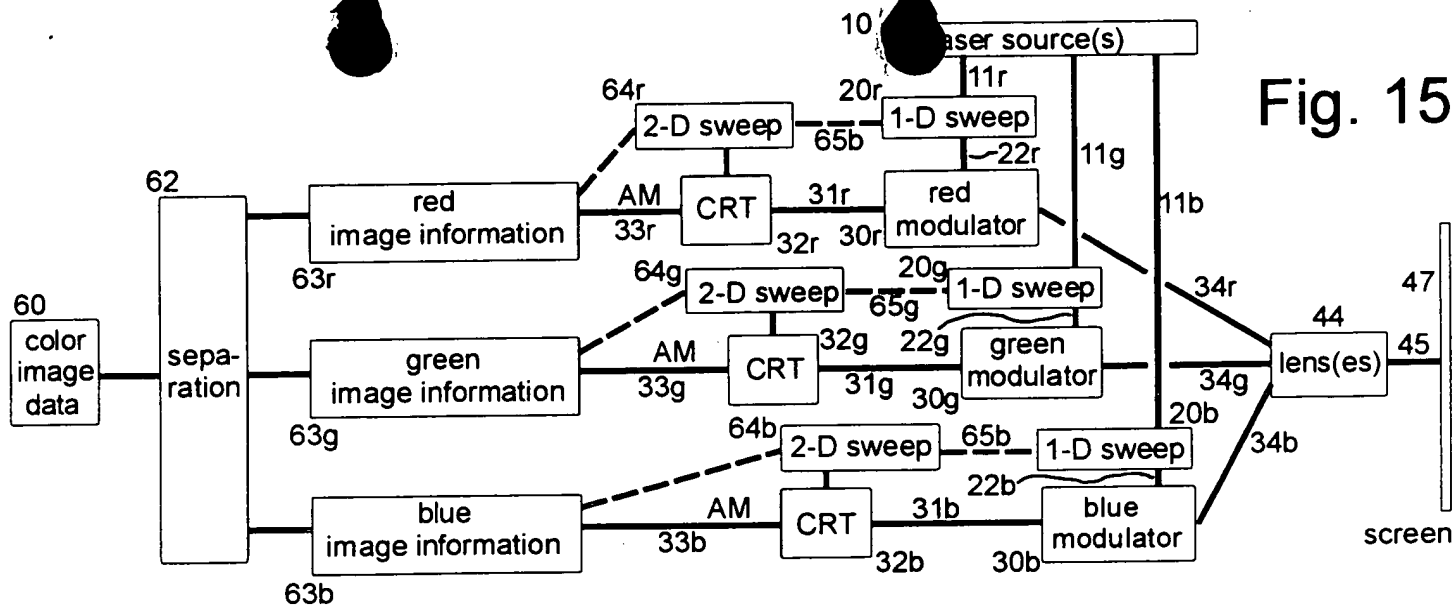 10
aser source(s)
Fig. 15
64r
20r
11r
2-D sweep
65b
1-D sweep
22r
11g
11b
62
red
image information
AM
33r
CRT
31r
32r
30r
red
modulator
63r
34r
47
64g
2-D sweep
65g
20g
1-D sweep
60
color
image
data
sepa-
ration
green
image information
AM
33g
CRT
32g
31g
22g
30g
green
modulator
34g
44
lens(es)
45
63g
64b
2-D sweep
65b
20b
1-D sweep
34b
22b
blue
image information
AM
33b
CRT
31b
32b
30b
blue
modulator
screen
63b